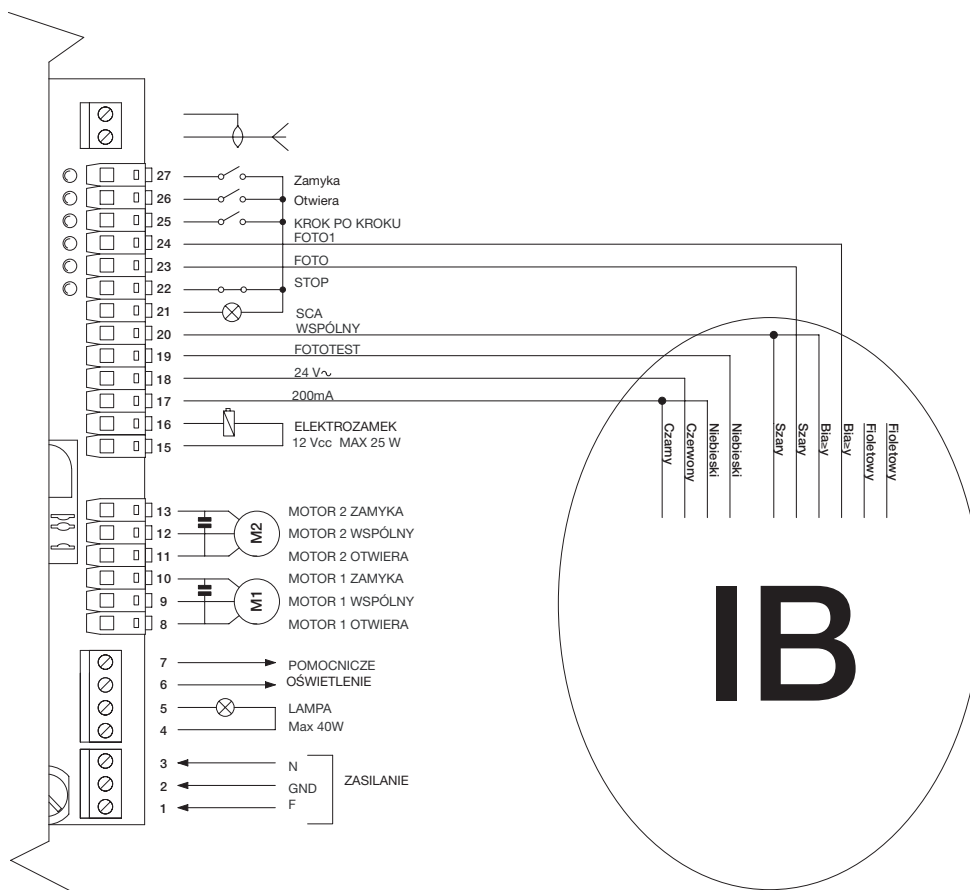 27 Zamyka
26 Otwiera
25 KROK PO KROKU
24 FOTO1
23 FOTO
22 STOP
21 SCA
20 WSPÓLNY
19 FOTOTEST
18 24 V~
17 200mA
16 ELEKTROZAMEK
15 12 Vcc MAX 25 W
Czarny
Czerwony
Niebieski
Niebieski
Szary
Szary
Bia≥y
Bia≥y
Fioletowy
Fioletowy
IB
13 MOTOR 2 ZAMYKA
12 M2 MOTOR 2 WSPÓLNY
11 MOTOR 2 OTWIERA
10 MOTOR 1 ZAMYKA
9 M1 MOTOR 1 WSPÓLNY
8 MOTOR 1 OTWIERA
7 POMOCNICZE
6 OŚWIETLENIE
5 LAMPA
4 Max 40W
3 N
2 GND ZASILANIE
1 F